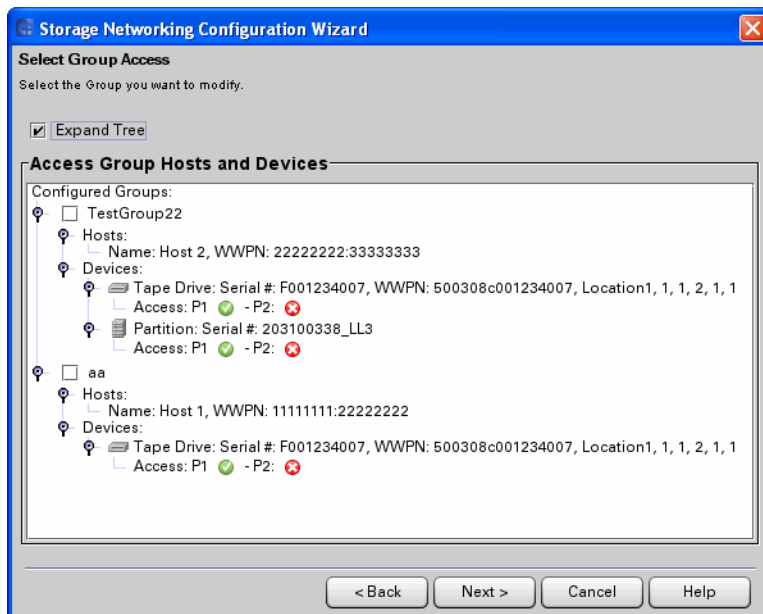 Storage Networking Configuration Wizard
Select Group Access
Select the Group you want to modify.
Expand Tree
Access Group Hosts and Devices
Configured Groups:
TestGroup22
Hosts:
Name: Host 2, WWPN: 22222222:33333333
Devices:
Tape Drive: Serial #: F001234007, WWPN: 500308c001234007, Location1, 1, 1, 2, 1, 1
Access: P1 - P2:
Partition: Serial #: 203100338_LL3
Access: P1 - P2:
aa
Hosts:
Name: Host 1, WWPN: 11111111:22222222
Devices:
Tape Drive: Serial #: F001234007, WWPN: 500308c001234007, Location1, 1, 1, 2, 1, 1
Access: P1 - P2:
< Back Next > Cancel Help